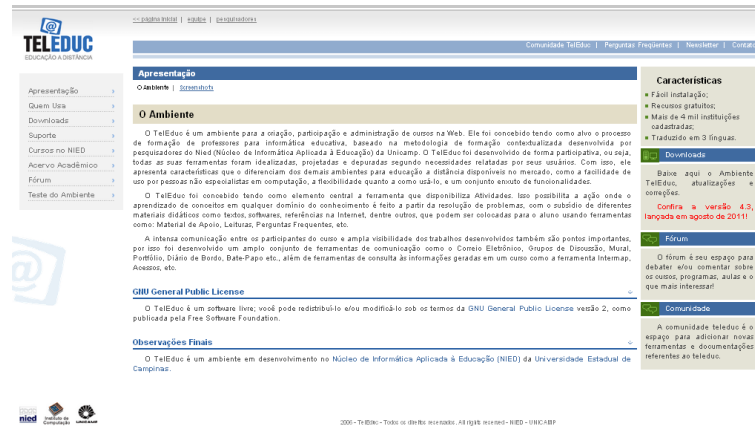 << página Inicial | equipe | pesquisadores
TELEDUC
EDUCAÇÃO A DISTÂNCIA
Comunidade TelEduc | Perguntas Freqüentes | Newsletter | Contato
Apresentação
Quem Usa
Downloads
Suporte
Cursos no NIED
Acervo Acadêmico
Fórum
Teste do Ambiente
Apresentação
O Ambiente | Screenshots
O Ambiente
O TelEduc é um ambiente para a criação, participação e administração de cursos na Web. Ele foi concebido tendo como alvo o processo
de formação de professores para informática educativa, baseado na metodologia de formação contextualizada desenvolvida por
pesquisadores do Nied (Núcleo de Informática Aplicada à Educação) da Unicamp. O TelEduc foi desenvolvido de forma participativa, ou seja,
todas as suas ferramentas foram idealizadas, projetadas e depuradas segundo necessidades relatadas por seus usuários. Com isso, ele
apresenta características que o diferenciam dos demais ambientes para educação a distância disponíveis no mercado, como a facilidade de
uso por pessoas não especialistas em computação, a flexibilidade quanto a como usá-lo, e um conjunto enxuto de funcionalidades.
O TelEduc foi concebido tendo como elemento central a ferramenta que disponibiliza Atividades. Isso possibilita a ação onde o
aprendizado de conceitos em qualquer domínio do conhecimento é feito a partir da resolução de problemas, com o subsídio de diferentes
materiais didáticos como textos, softwares, referências na Internet, dentre outros, que podem ser colocadas para o aluno usando ferramentas
como: Material de Apoio, Leituras, Perguntas Frequentes, etc.
A intensa comunicação entre os participantes do curso e ampla visibilidade dos trabalhos desenvolvidos também são pontos importantes,
por isso foi desenvolvido um amplo conjunto de ferramentas de comunicação como o Correio Eletrônico, Grupos de Discussão, Mural,
Portfólio, Diário de Bordo, Bate-Papo etc., além de ferramentas de consulta às informações geradas em um curso como a ferramenta Intermap,
Acessos, etc.
GNU General Public License
O TelEduc é um software livre; você pode redistribuí-lo e/ou modificá-lo sob os termos da GNU General Public License versão 2, como
publicada pela Free Software Foundation.
Observações Finais
O TelEduc é um ambiente em desenvolvimento no Núcleo de Informática Aplicada à Educação (NIED) da Universidade Estadual de
Campinas.
Características
Fácil instalação;
Recursos gratuitos;
Mais de 4 mil instituições
cadastradas;
Traduzido em 3 línguas.
Downloads
Baixe aqui o Ambiente
TelEduc, atualizações e
correções.
Confira a versão 4.3,
lançada em agosto de 2011!
Fórum
O fórum é seu espaço para
debater e/ou comentar sobre
os cursos, programas, aulas e o
que mais interessar!
Comunidade
A comunidade teleduc é o
espaço para adicionar novas
ferramentas e documentações
referentes ao teleduc.
nied
Instituto de
Computação
UNICAMP
2006 - TelEduc - Todos os direitos reservados. All rights reserved - NIED - UNICAMP